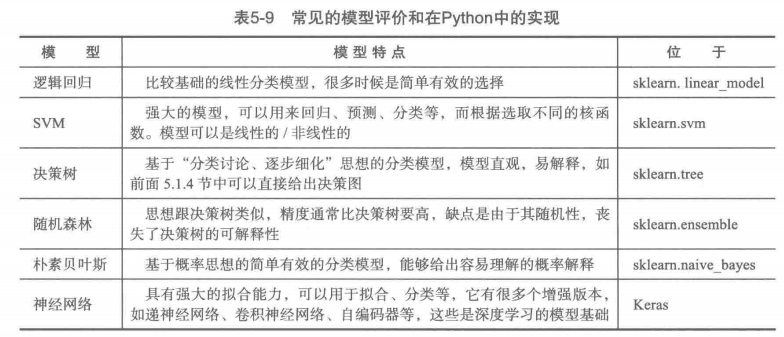 表5-9 常见的模型评价和在Python中的实现
模 型 模 型 特 点 位 于
逻辑回归 比较基础的线性分类模型，很多时候是简单有效的选择 sklearn. linear_model
SVM 强大的模型，可以用来回归、预测、分类等，而根据选取不同的核函
数。模型可以是线性的 / 非线性的 sklearn.svm
决策树 基于“分类讨论、逐步细化”思想的分类模型，模型直观，易解释，如
前面 5.1.4 节中可以直接给出决策图 sklearn.tree
随机森林 思想跟决策树类似，精度通常比决策树要高，缺点是由于其随机性，丧
失了决策树的可解释性 sklearn.ensemble
朴素贝叶斯 基于概率思想的简单有效的分类模型，能够给出容易理解的概率解释 sklearn.naive_bayes
神经网络 具有强大的拟合能力，可以用于拟合、分类等，它有很多个增强版本，
如递神经网络、卷积神经网络、自编码器等，这些是深度学习的模型基础 Keras